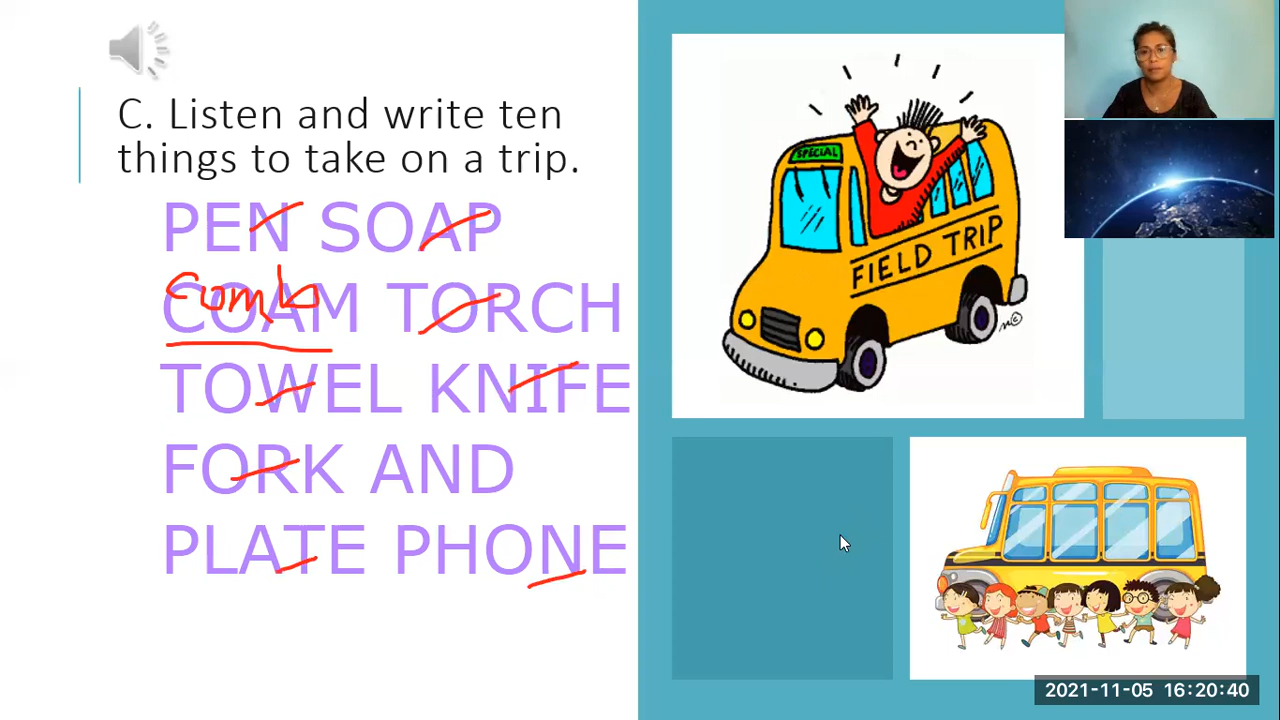 C. Listen and write ten
things to take on a trip.
PEN SOAP
comb
COAM TORCH
TOWEL KNIFE
FORK AND
PLATE PHONE
SPECIAL
FIELD TRIP
2021-11-05 16:20:40